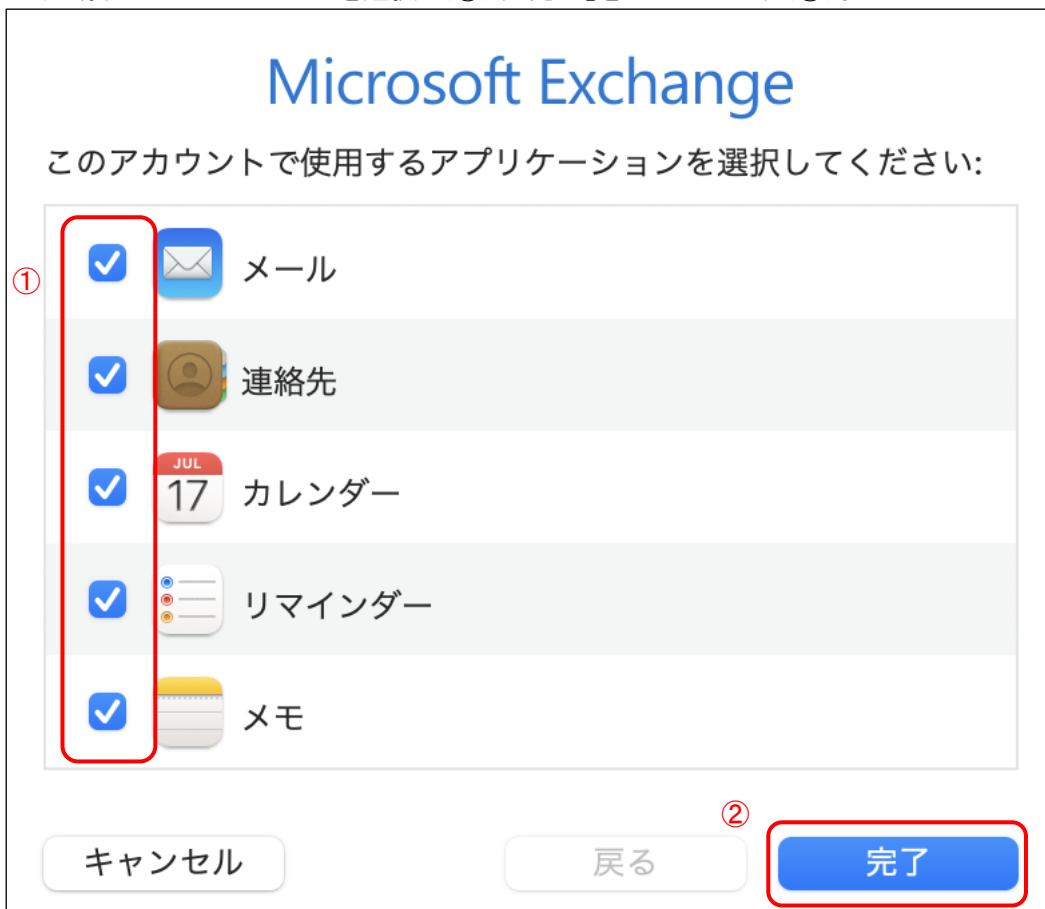 Microsoft Exchange
このアカウントで使用するアプリケーションを選択してください:
①
メール
連絡先
JUL
17
カレンダー
リマインダー
メモ
②
キャンセル
戻る
完了